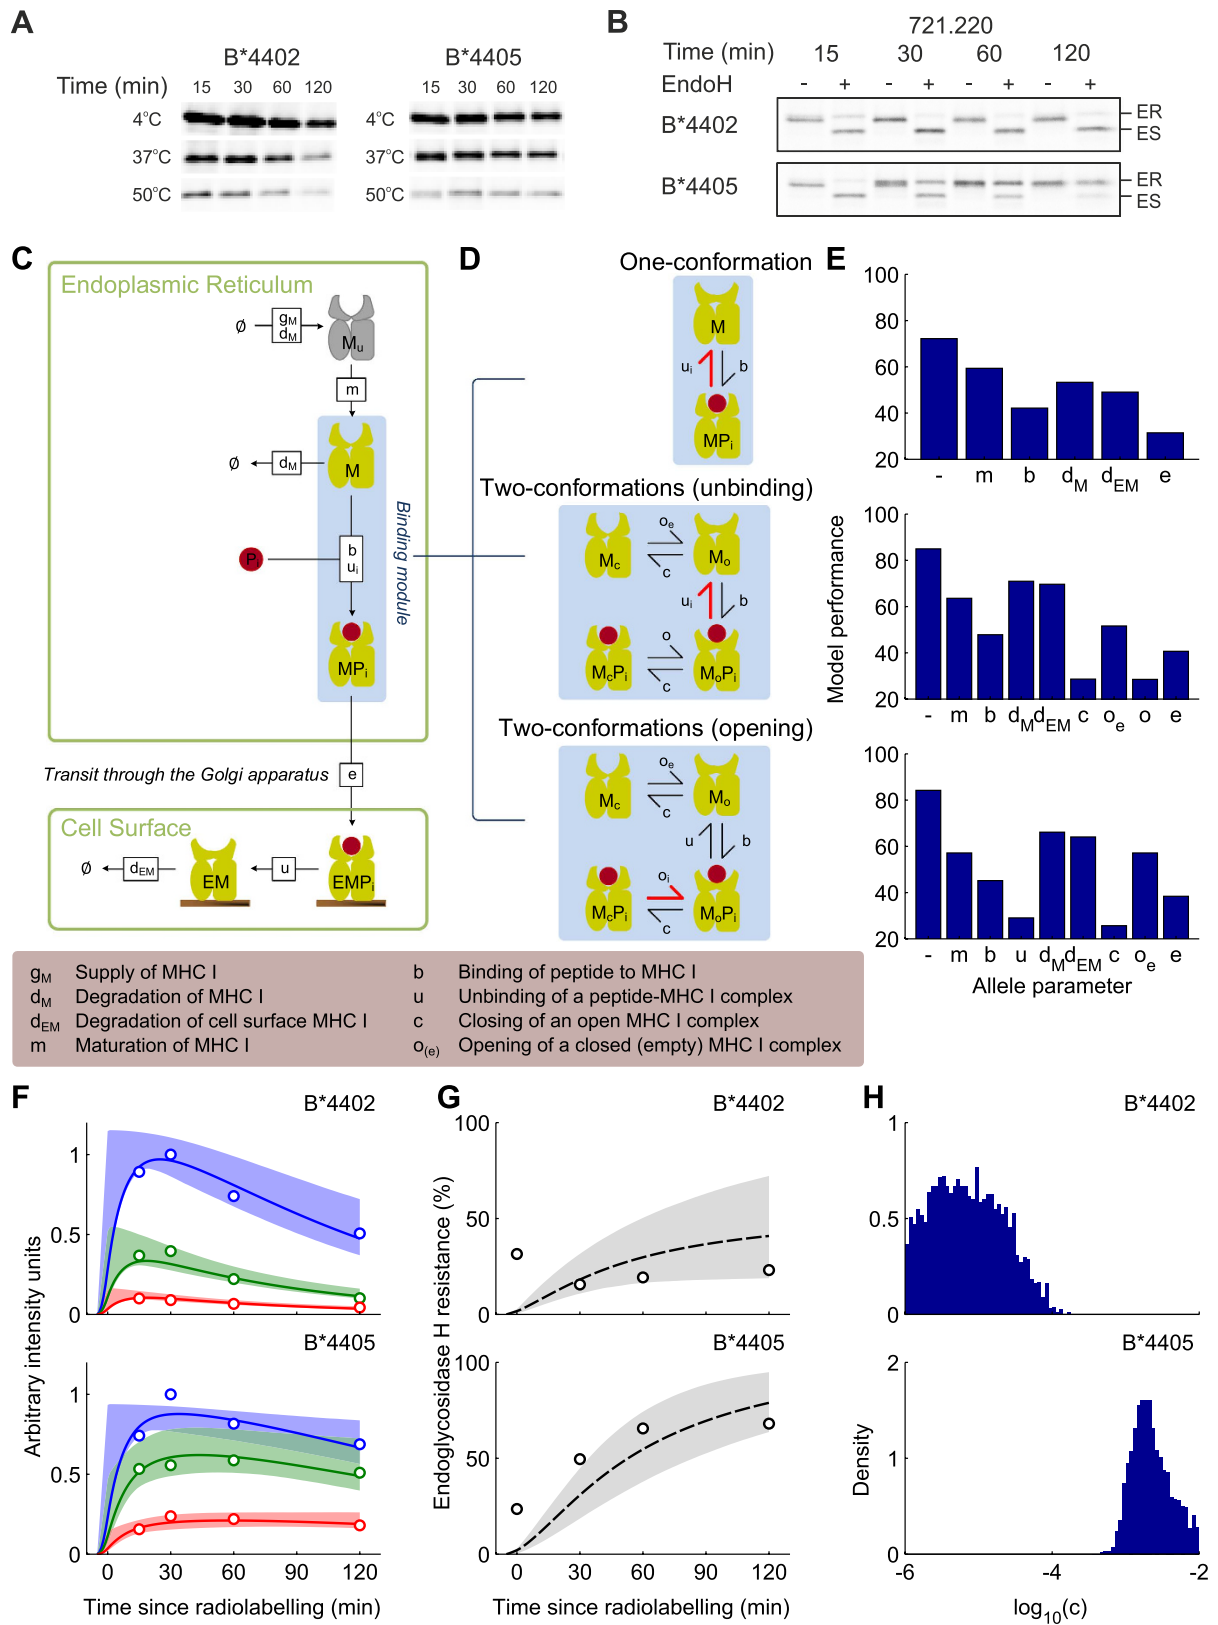 A
B*4402
B*4405
Time (min)
15 30 60 120
15 30 60 120
4°C
37°C
50°C
4°C
37°C
50°C
B
721.220
Time (min) 15 30 60 120
EndoH - + - + - + - +
B*4402
ER
ES
B*4405
ER
ES
C
Endoplasmic Reticulum
∅
gM
dM
Mu
m
∅
dM
M
Pi
b
ui
MPi
Binding module
Transit through the Golgi apparatus
e
Cell Surface
∅
dEM
EM
u
EMPi
D
One-conformation
M
ui
b
MPi
Two-conformations (unbinding)
Mc
oe
c
Mo
ui
b
McPi
o
c
MoPi
Two-conformations (opening)
Mc
oe
c
Mo
u
b
McPi
oi
c
MoPi
E
Model performance
100
80
60
40
20
- m b dM dEM e
100
80
60
40
20
- m b dM dEM c oe o e
100
80
60
40
20
- m b u dM dEM c oe e
Allele parameter
gM Supply of MHC I
dM Degradation of MHC I
dEM Degradation of cell surface MHC I
m Maturation of MHC I
b Binding of peptide to MHC I
u Unbinding of a peptide-MHC I complex
c Closing of an open MHC I complex
o(e) Opening of a closed (empty) MHC I complex
F
B*4402
1
0.5
0
B*4405
1
0.5
0
Arbitrary intensity units
0 30 60 90 120
Time since radiolabelling (min)
G
B*4402
100
50
0
B*4405
100
50
0
Endoglycosidase H resistance (%)
0 30 60 90 120
Time since radiolabelling (min)
H
B*4402
1
0.5
0
B*4405
2
1
0
Density
-6 -4 -2
log10(c)